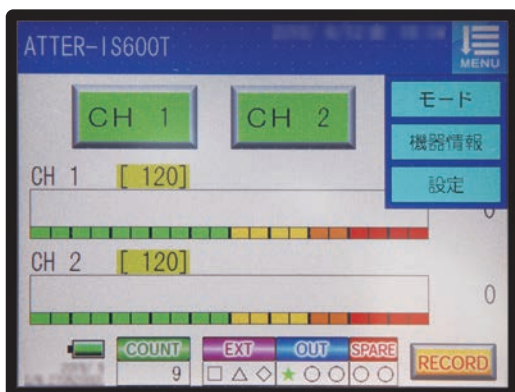 ATTER-IS600T
MENU
モード
機器情報
設定
CH 1
CH 2
CH 1 [ 120]
0
CH 2 [ 120]
0
COUNT
9
EXT
□ △ ◇
OUT
★ ○ ○
SPARE
○ ○
RECORD